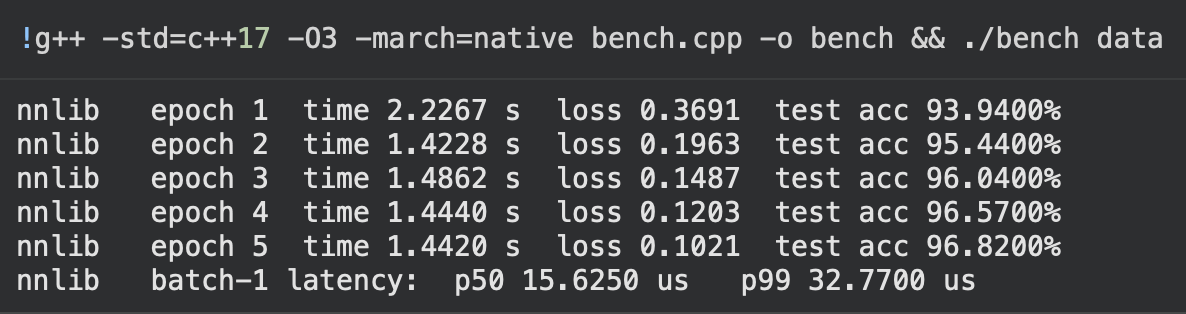 !g++ -std=c++17 -O3 -march=native bench.cpp -o bench && ./bench data
nnlib   epoch 1  time 2.2267 s  loss 0.3691  test acc 93.9400%
nnlib   epoch 2  time 1.4228 s  loss 0.1963  test acc 95.4400%
nnlib   epoch 3  time 1.4862 s  loss 0.1487  test acc 96.0400%
nnlib   epoch 4  time 1.4440 s  loss 0.1203  test acc 96.5700%
nnlib   epoch 5  time 1.4420 s  loss 0.1021  test acc 96.8200%
nnlib   batch-1 latency:  p50 15.6250 us   p99 32.7700 us